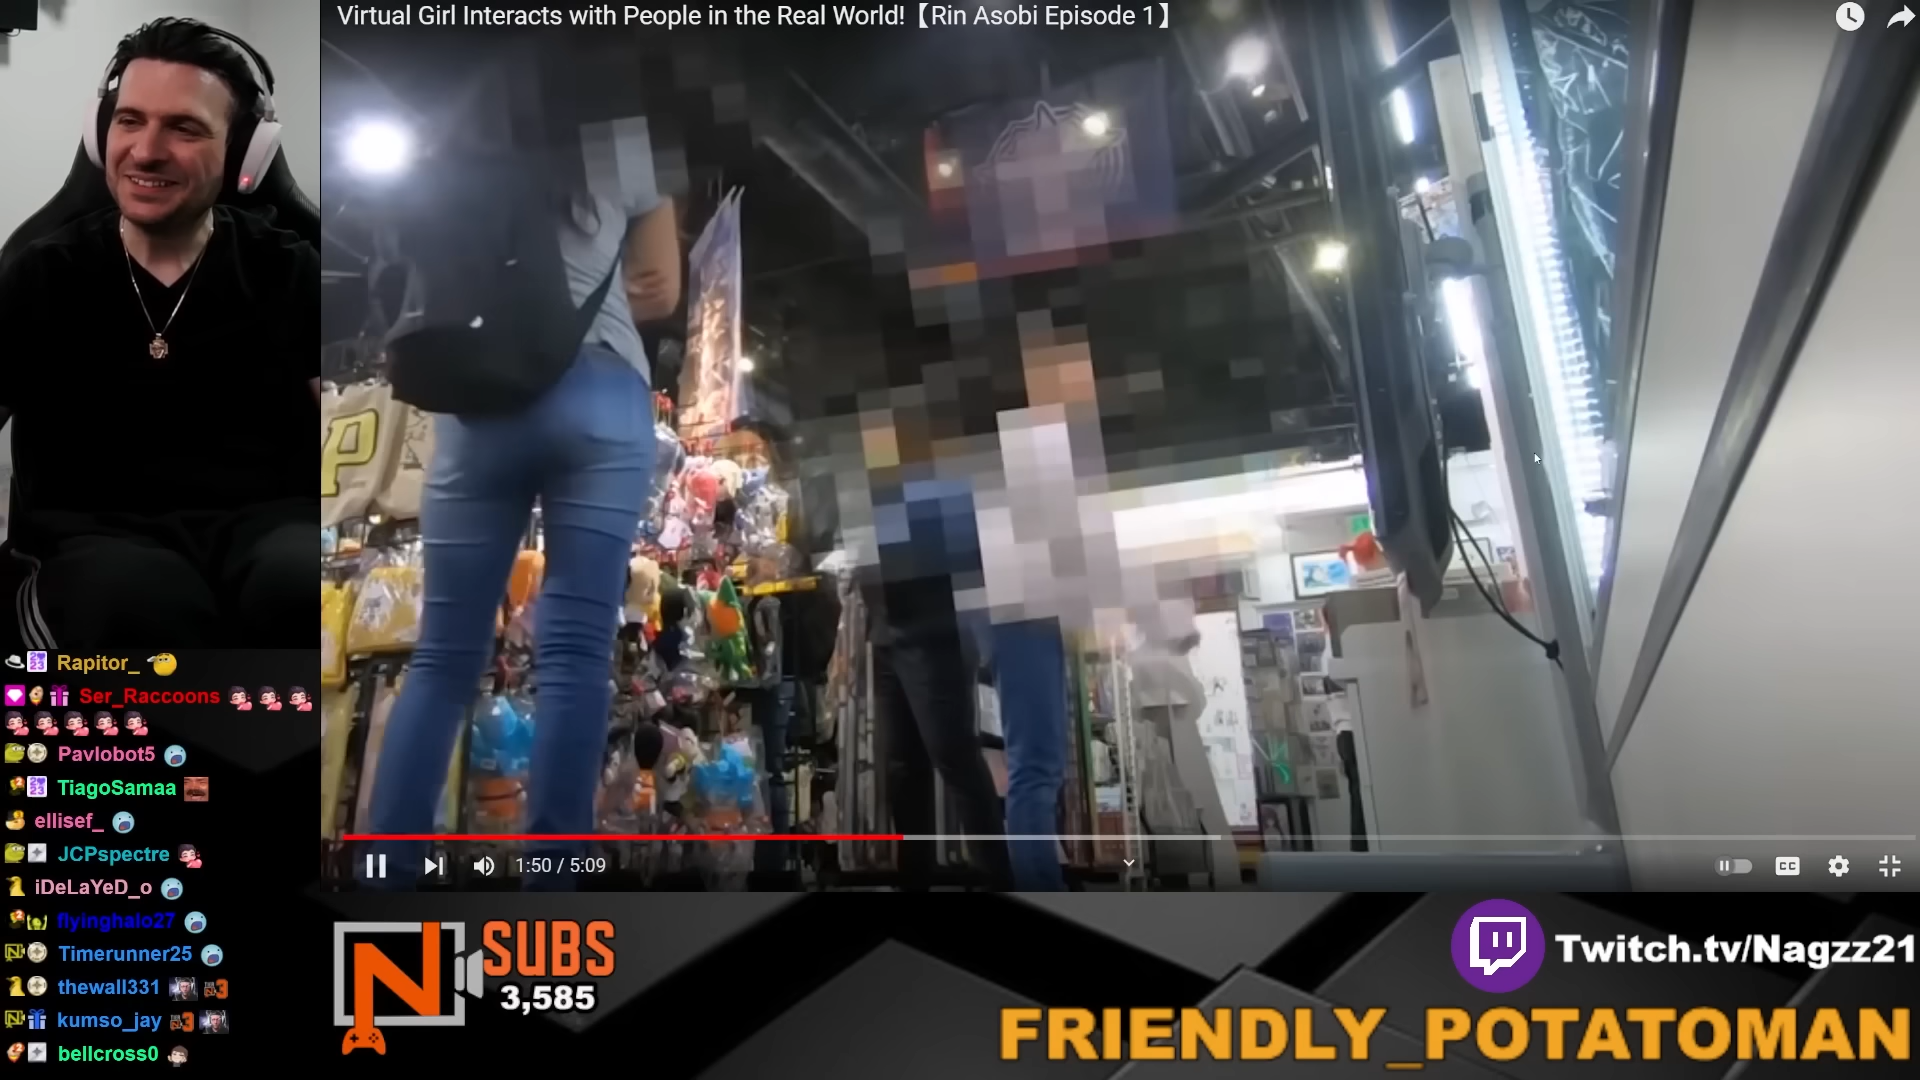 Virtual Girl Interacts with People in the Real World!【Rin Asobi Episode 1】
P
1:50 / 5:09
CC
Rapitor_
Ser_Raccoons
Pavlobot5
TiagoSamaa
ellisef_
JCPspectre
iDeLaYeD_o
flyinghalo27
Timerunner25
thewall331
kumso_jay
bellcross0
N
SUBS
3,585
Twitch.tv/Nagzz21
FRIENDLY_POTATOMAN